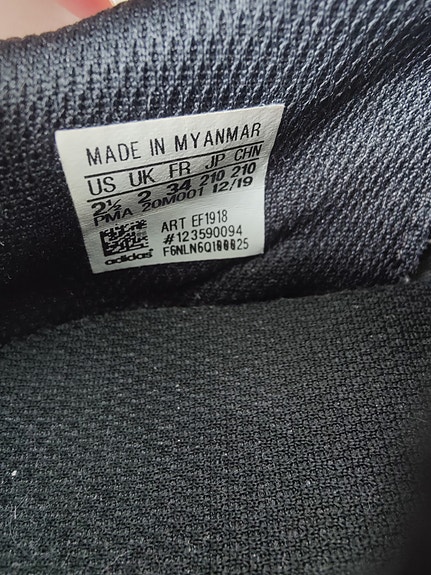 MADE IN MYANMAR
US UK FR JP CHN
2½ 2 34 210 210
PMA 20M001 12/19
ART EF1918
#123590094
adidas